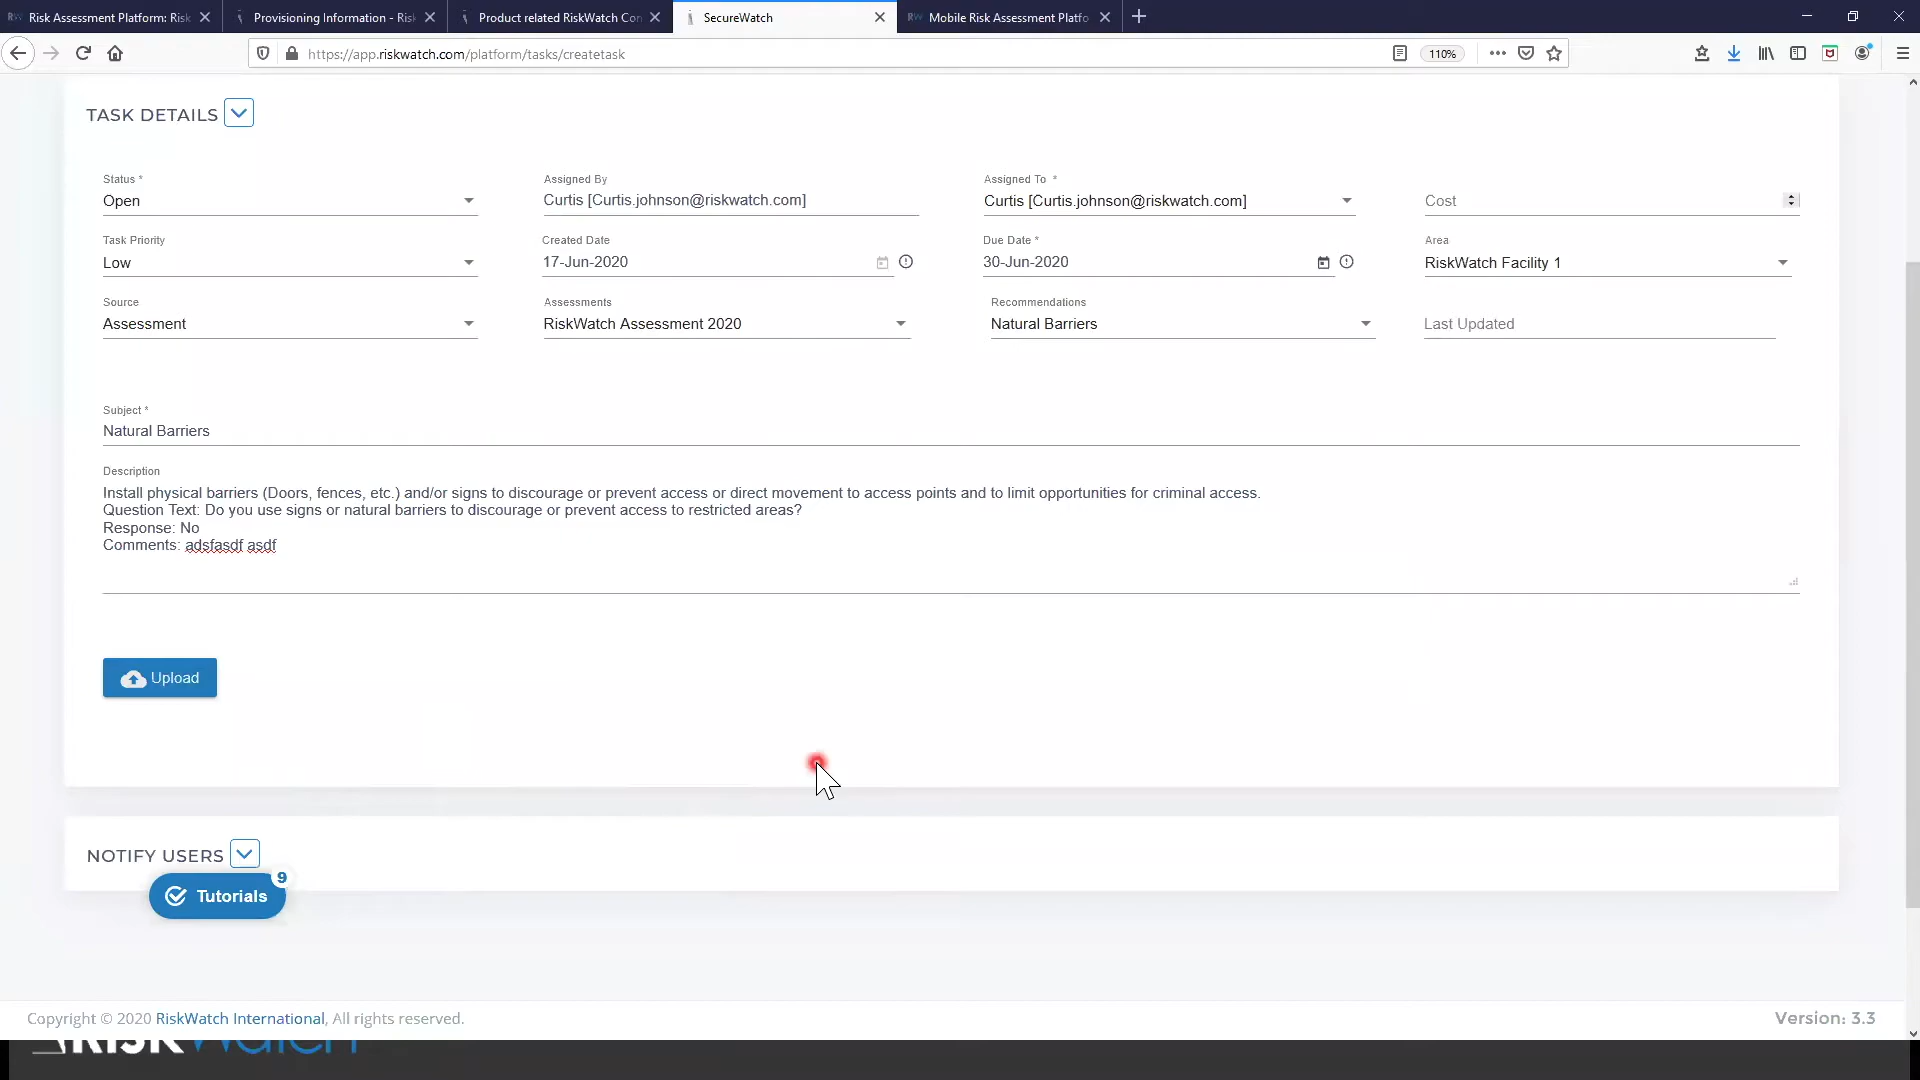 Risk Assessment Platform: Risk
Provisioning Information - Risk
Product related RiskWatch Con
SecureWatch
Mobile Risk Assessment Platfo
https://app.riskwatch.com/platform/tasks/createtask
110%
TASK DETAILS
Status *
Open
Assigned By
Curtis [Curtis.johnson@riskwatch.com]
Assigned To *
Curtis [Curtis.johnson@riskwatch.com]
Cost
Task Priority
Low
Created Date
17-Jun-2020
Due Date *
30-Jun-2020
Area
RiskWatch Facility 1
Source
Assessment
Assessments
RiskWatch Assessment 2020
Recommendations
Natural Barriers
Last Updated
Subject *
Natural Barriers
Description
Install physical barriers (Doors, fences, etc.) and/or signs to discourage or prevent access or direct movement to access points and to limit opportunities for criminal access.
Question Text: Do you use signs or natural barriers to discourage or prevent access to restricted areas?
Response: No
Comments: adsfasdf asdf
Upload
NOTIFY USERS
9
Tutorials
Copyright © 2020 RiskWatch International, All rights reserved.
Version: 3.3
RISKWatch